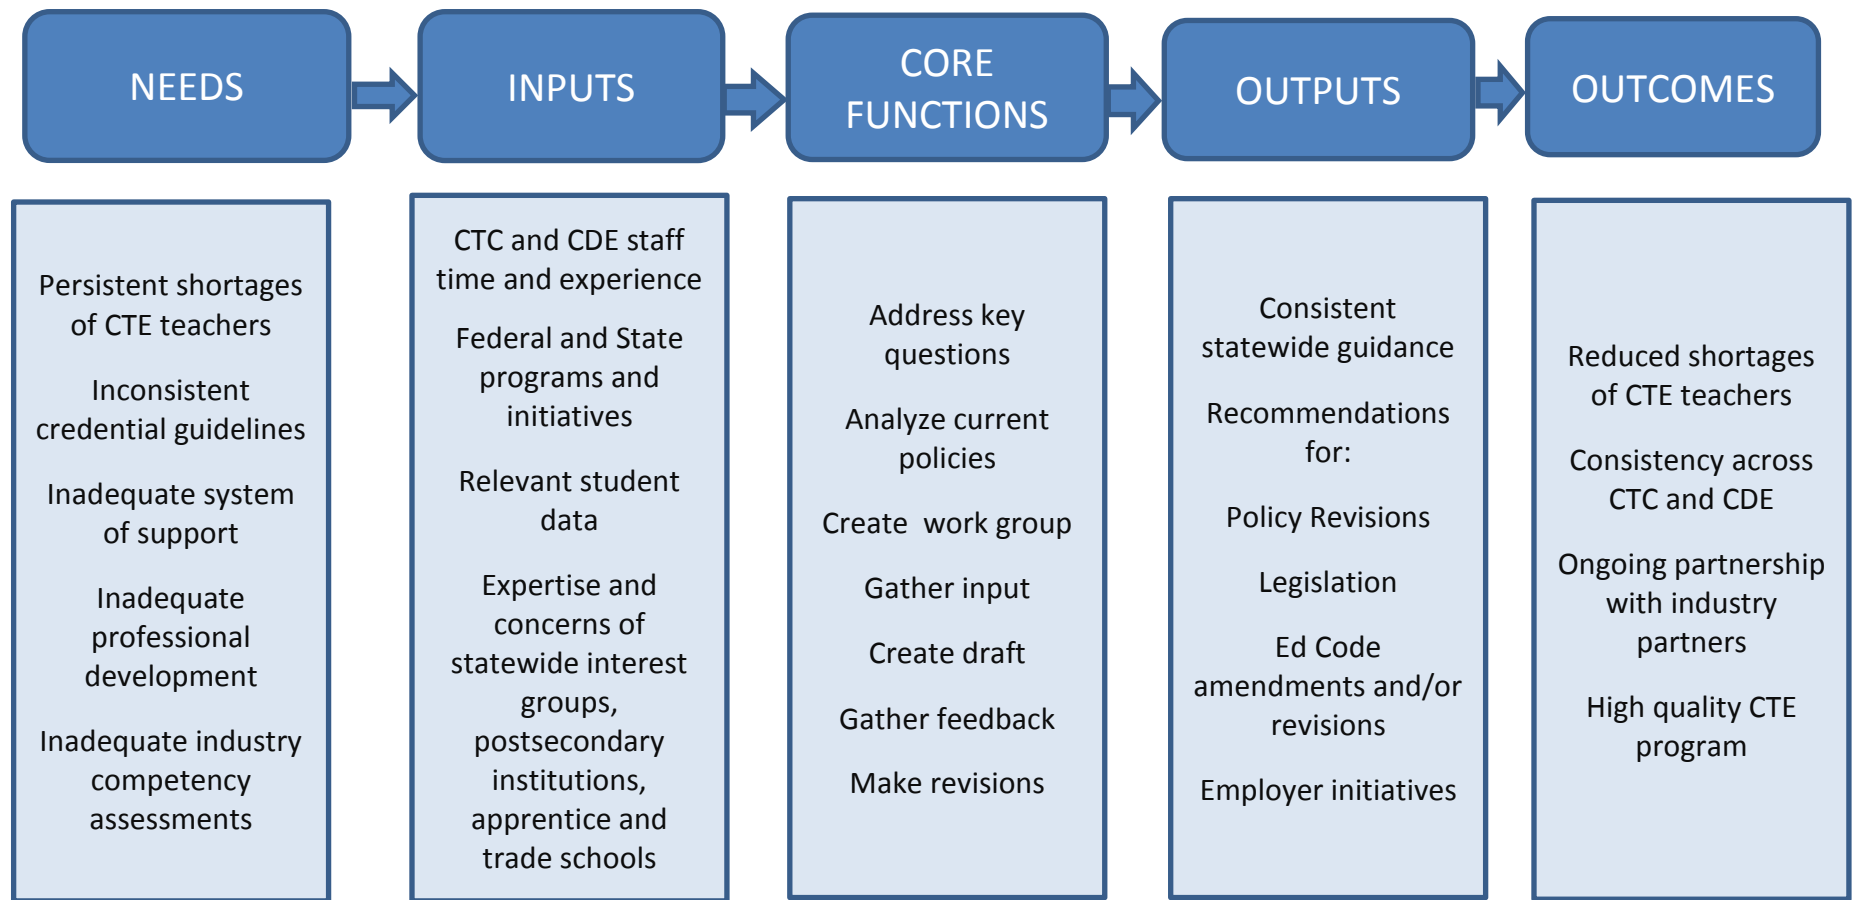 NEEDS
INPUTS
CORE
FUNCTIONS
OUTPUTS
OUTCOMES
Persistent shortages
of CTE teachers
Inconsistent
credential guidelines
Inadequate system
of support
Inadequate
professional
development
Inadequate industry
competency
assessments
CTC and CDE staff
time and experience
Federal and State
programs and
initiatives
Relevant student
data
Expertise and
concerns of
statewide interest
groups,
postsecondary
institutions,
apprentice and
trade schools
Address key
questions
Analyze current
policies
Create  work group
Gather input
Create draft
Gather feedback
Make revisions
Consistent
statewide guidance
Recommendations
for:
Policy Revisions
Legislation
Ed Code
amendments and/or
revisions
Employer initiatives
Reduced shortages
of CTE teachers
Consistency across
CTC and CDE
Ongoing partnership
with industry
partners
High quality CTE
program